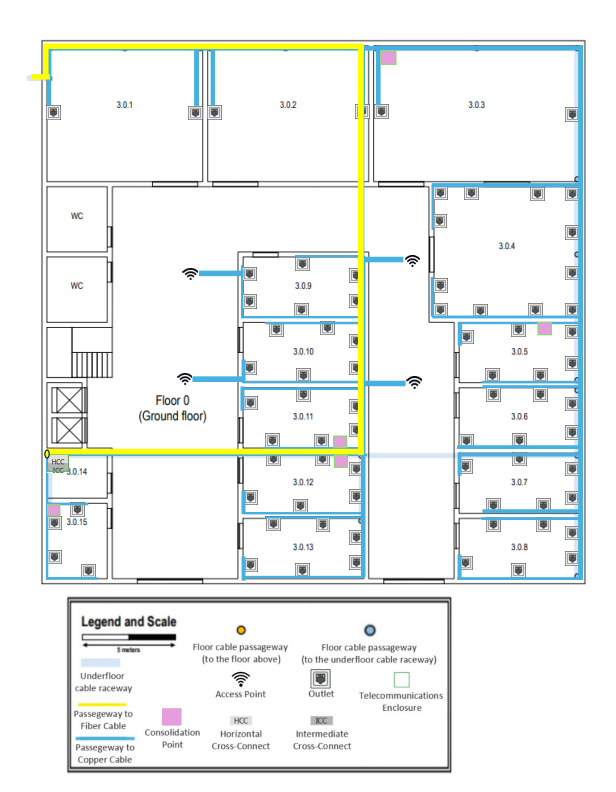 3.0.1
3.0.2
3.0.3
WC
3.0.4
WC
3.0.9
3.0.10
3.0.5
Floor 0
(Ground floor)
3.0.11
3.0.6
HCC
ICC
3.0.14
3.0.12
3.0.7
3.0.15
3.0.13
3.0.8
Legend and Scale
5 meters
Floor cable passageway
(to the floor above)
Floor cable passageway
(to the underfloor cable raceway)
Underfloor
cable raceway
Access Point
Outlet
Telecommunications
Enclosure
Passegeway to
Fiber Cable
Consolidation
Point
HCC
Horizontal
Cross-Connect
ICC
Intermediate
Cross-Connect
Passegeway to
Copper Cable